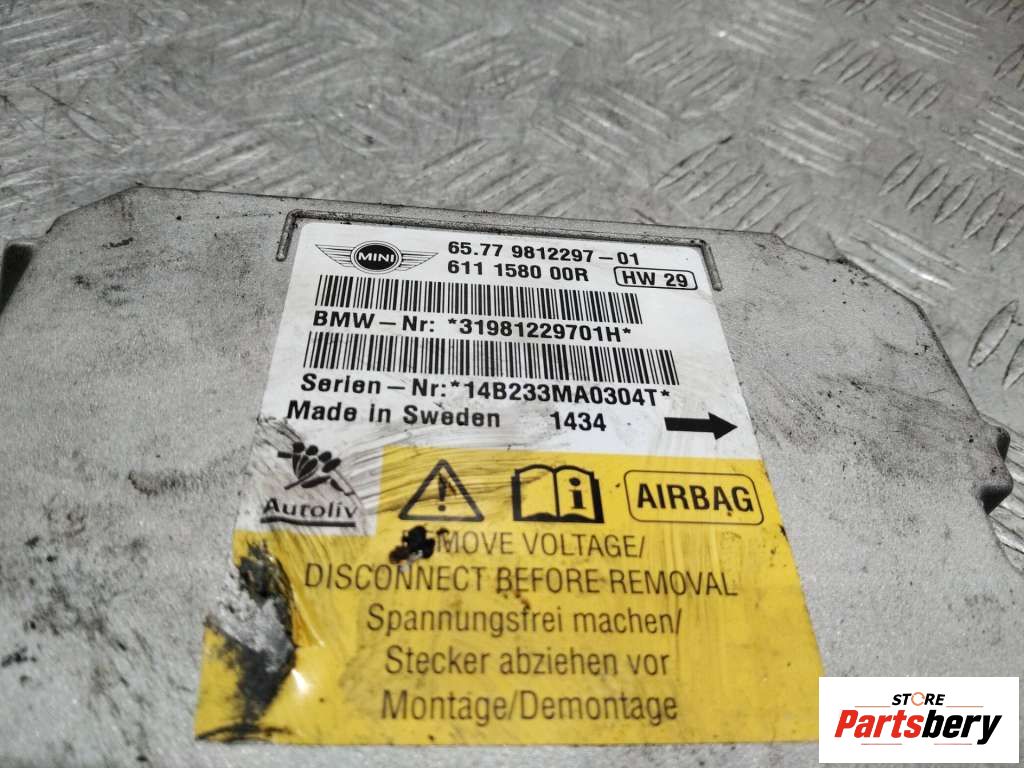 MINI
65.77 9812297-01
611 1580 00R HW 29
BMW-Nr: *31981229701H*
Serien-Nr:*14B233MA0304T*
Made in Sweden 1434
Autoliv
AIRBAG
MOVE VOLTAGE/
DISCONNECT BEFORE REMOVAL
Spannungsfrei machen/
Stecker abziehen vor
Montage/Demontage
STORE
Partsbery